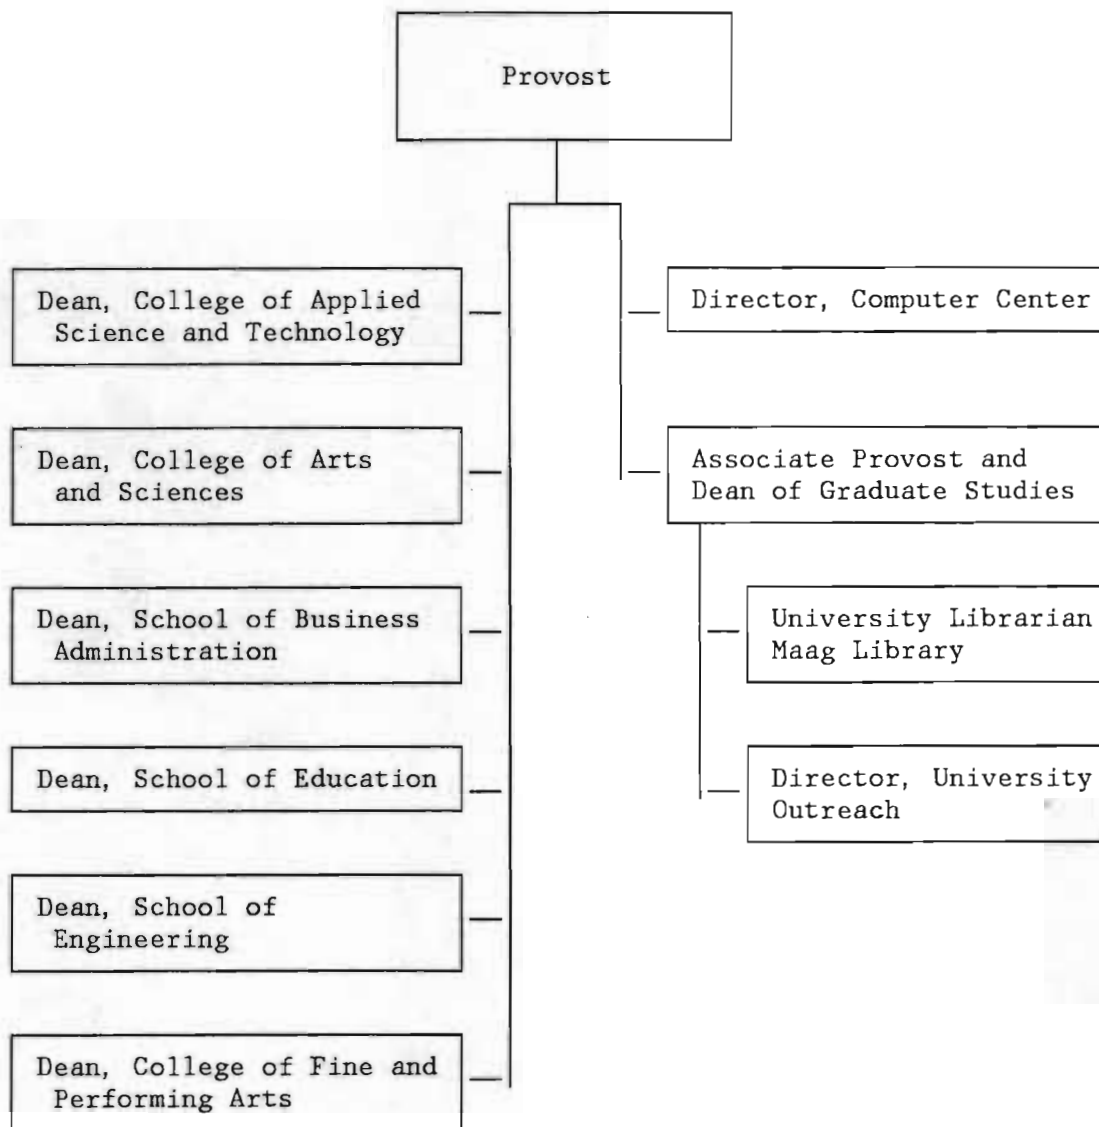 Provost
Dean, College of Applied
Science and Technology
Dean, College of Arts
and Sciences
Dean, School of Business
Administration
Dean, School of Education
Dean, School of
Engineering
Dean, College of Fine and
Performing Arts
Director, Computer Center
Associate Provost and
Dean of Graduate Studies
University Librarian
Maag Library
Director, University
Outreach